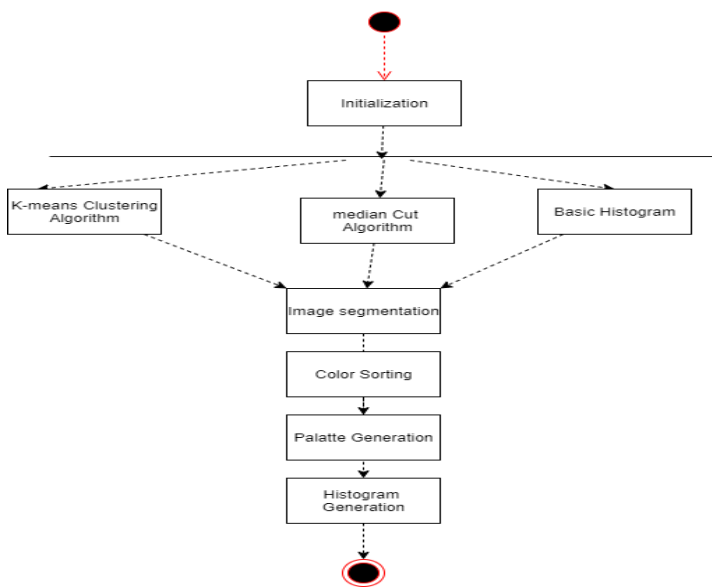 Initialization
K-means Clustering
Algorithm
median Cut
Algorithm
Basic Histogram
Image segmentation
Color Sorting
Palatte Generation
Histogram
Generation